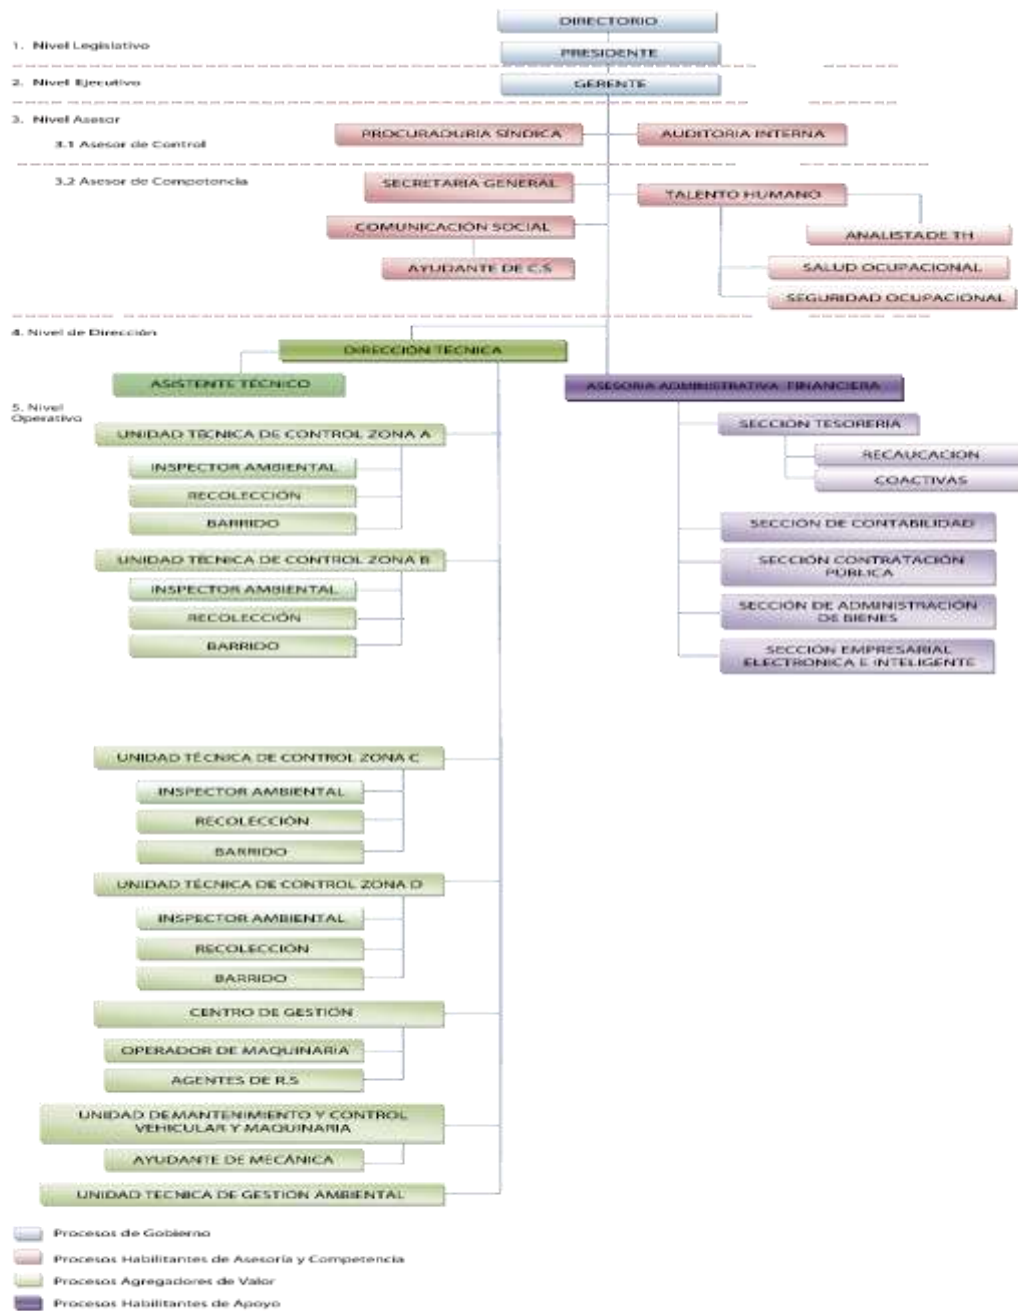 DIRECTORIO
1. Nivel Legislativo
PRESIDENTE
2. Nivel Ejecutivo
GERENTE
3. Nivel Asesor
PROCURADURIA SÍNDICA
AUDITORIA INTERNA
3.1 Asesor de Control
3.2 Asesor de Competencia
SECRETARIA GENERAL
TALENTO HUMANO
COMUNICACIÓN SOCIAL
ANALISTA DE TH
AYUDANTE DE C.S
SALUD OCUPACIONAL
SEGURIDAD OCUPACIONAL
4. Nivel de Dirección
DIRECCIÓN TÉCNICA
ASISTENTE TÉCNICO
ASESORIA ADMINISTRATIVA FINANCIERA
5. Nivel
Operativo
UNIDAD TÉCNICA DE CONTROL ZONA A
INSPECTOR AMBIENTAL
RECOLECCIÓN
BARRIDO
UNIDAD TÉCNICA DE CONTROL ZONA B
INSPECTOR AMBIENTAL
RECOLECCIÓN
BARRIDO
SECCIÓN TESORERÍA
RECAUCACION
COACTIVAS
SECCIÓN DE CONTABILIDAD
SECCIÓN CONTRATACIÓN
PÚBLICA
SECCIÓN DE ADMINISTRACIÓN
DE BIENES
SECCIÓN EMPRESARIAL
ELECTRONICA E INTELIGENTE
UNIDAD TÉCNICA DE CONTROL ZONA C
INSPECTOR AMBIENTAL
RECOLECCIÓN
BARRIDO
UNIDAD TÉCNICA DE CONTROL ZONA D
INSPECTOR AMBIENTAL
RECOLECCIÓN
BARRIDO
CENTRO DE GESTIÓN
OPERADOR DE MAQUINARIA
AGENTES DE R.S
UNIDAD DE MANTENIMIENTO Y CONTROL
VEHICULAR Y MAQUINARIA
AYUDANTE DE MECÁNICA
UNIDAD TECNICA DE GESTION AMBIENTAL
Procesos de Gobierno
Procesos Habilitantes de Asesoría y Competencia
Procesos Agregadores de Valor
Procesos Habilitantes de Apoyo